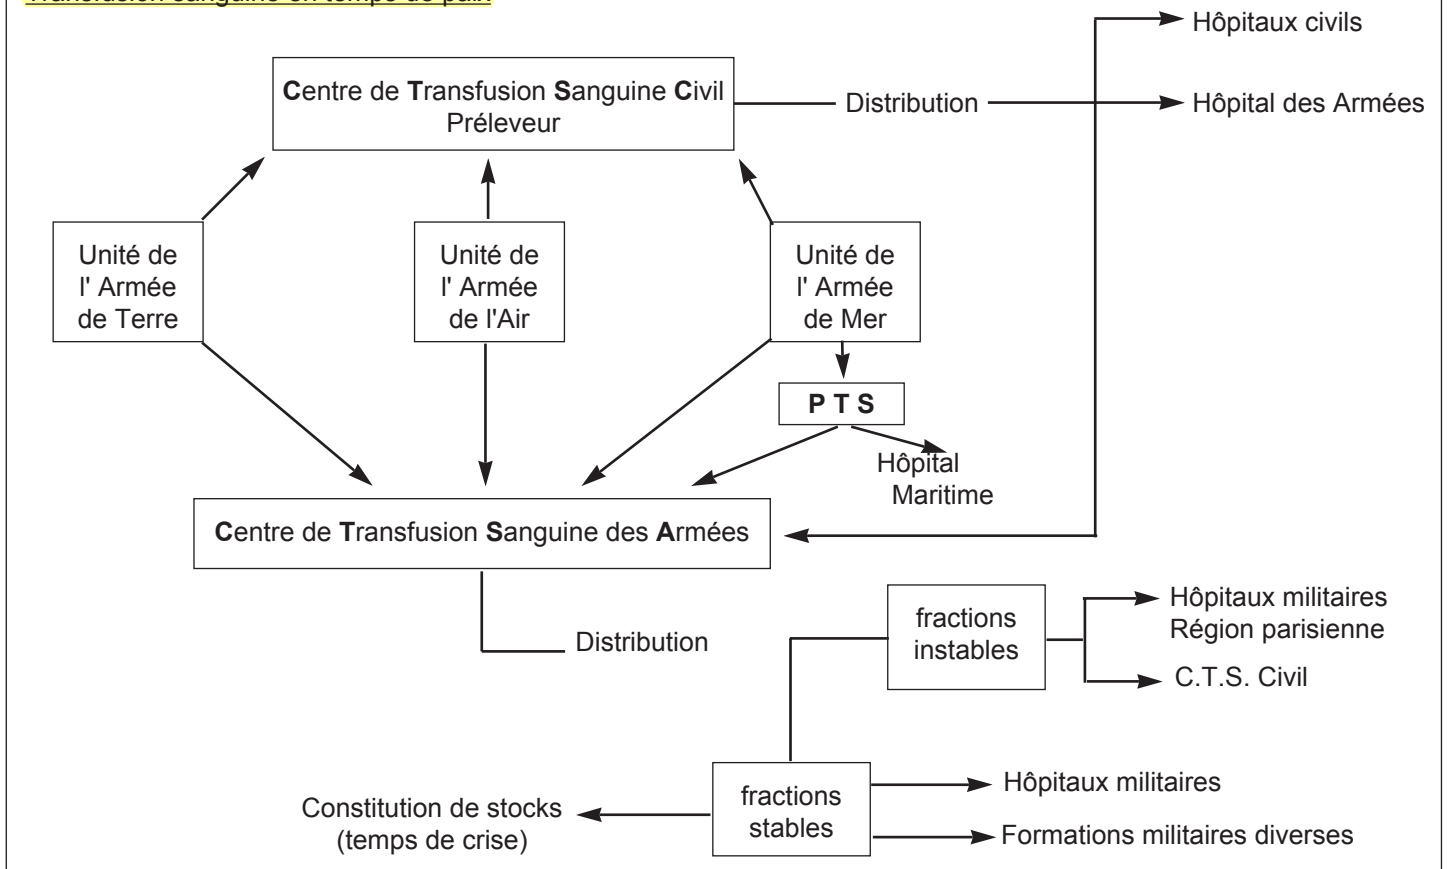 Transfusion sanguine en temps de paix
Hôpitaux civils
Centre de Transfusion Sanguine Civil
Préleveur
Distribution
Hôpital des Armées
Unité de
l' Armée
de Terre
Unité de
l' Armée
de l'Air
Unité de
l' Armée
de Mer
P T S
Hôpital
Maritime
Centre de Transfusion Sanguine des Armées
Distribution
fractions
instables
Hôpitaux militaires
Région parisienne
C.T.S. Civil
fractions
stables
Hôpitaux militaires
Formations militaires diverses
Constitution de stocks
(temps de crise)